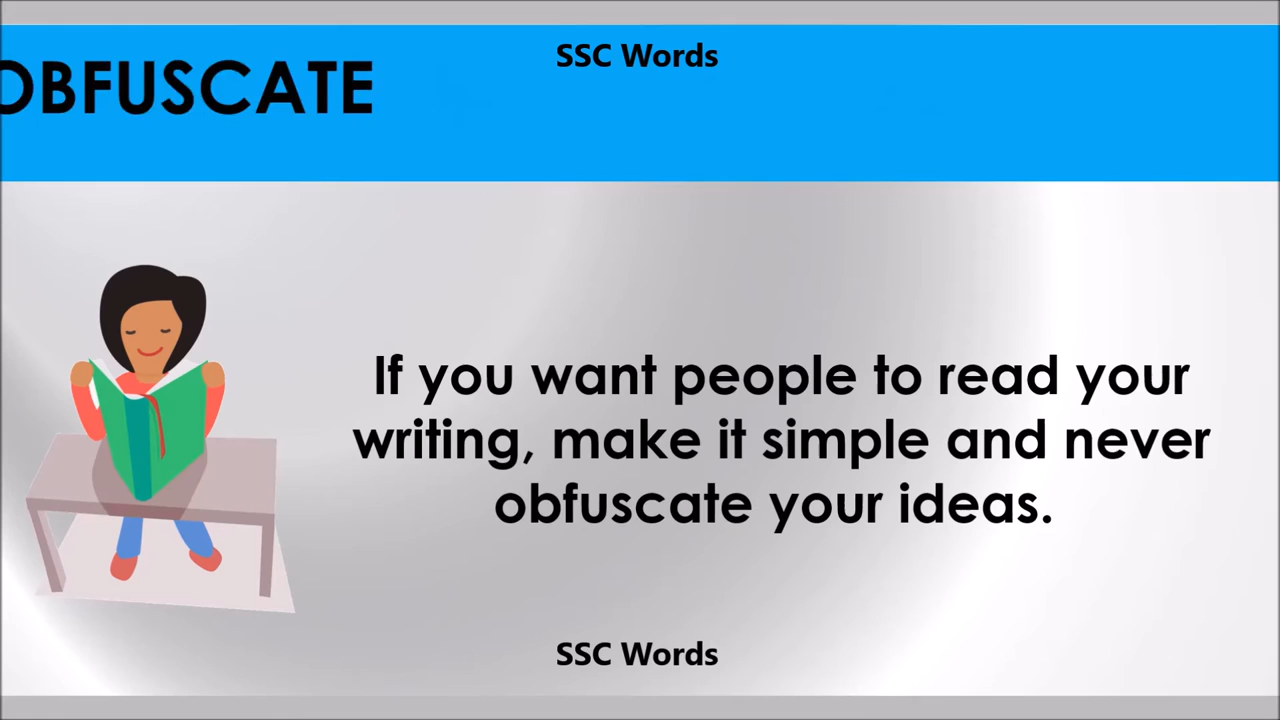 SSC Words
OBFUSCATE
If you want people to read your
writing, make it simple and never
obfuscate your ideas.
SSC Words